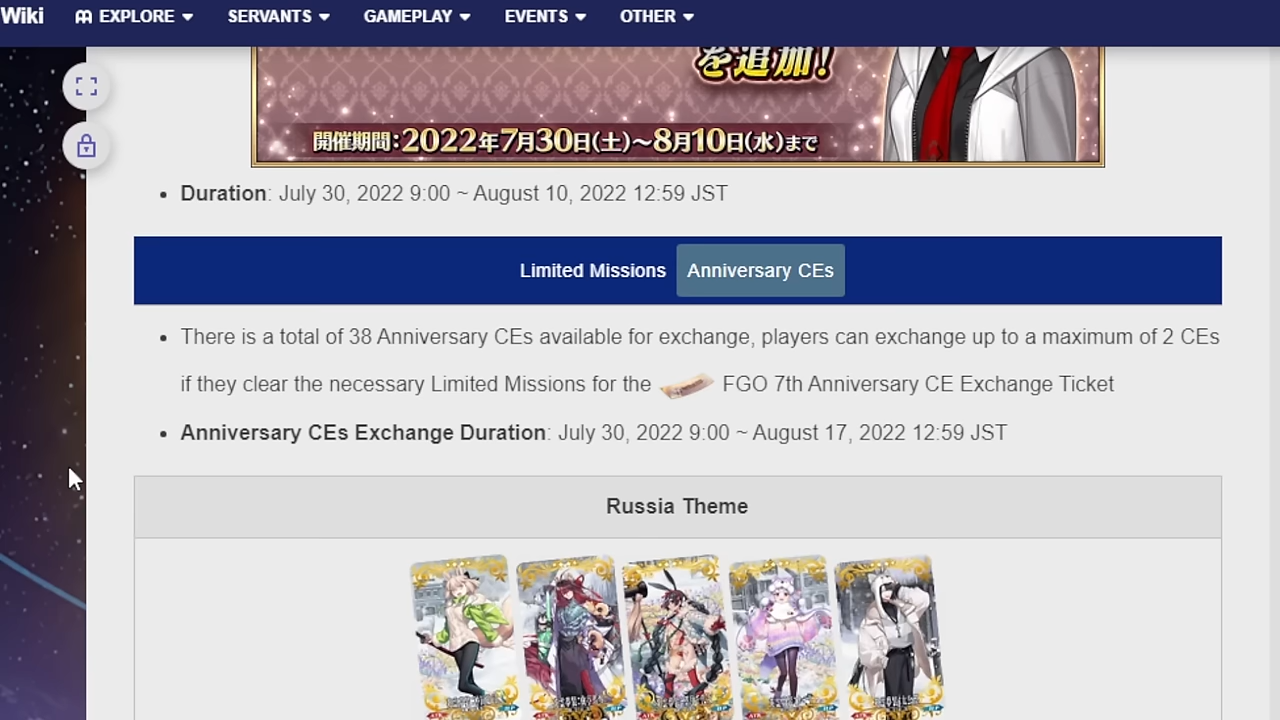 Wiki EXPLORE SERVANTS GAMEPLAY EVENTS OTHER
を追加!
開催期間:2022年7月30日(土)~8月10日(水)まで
Duration: July 30, 2022 9:00 ~ August 10, 2022 12:59 JST
Limited Missions Anniversary CEs
There is a total of 38 Anniversary CEs available for exchange, players can exchange up to a maximum of 2 CEs
if they clear the necessary Limited Missions for the FGO 7th Anniversary CE Exchange Ticket
Anniversary CEs Exchange Duration: July 30, 2022 9:00 ~ August 17, 2022 12:59 JST
Russia Theme